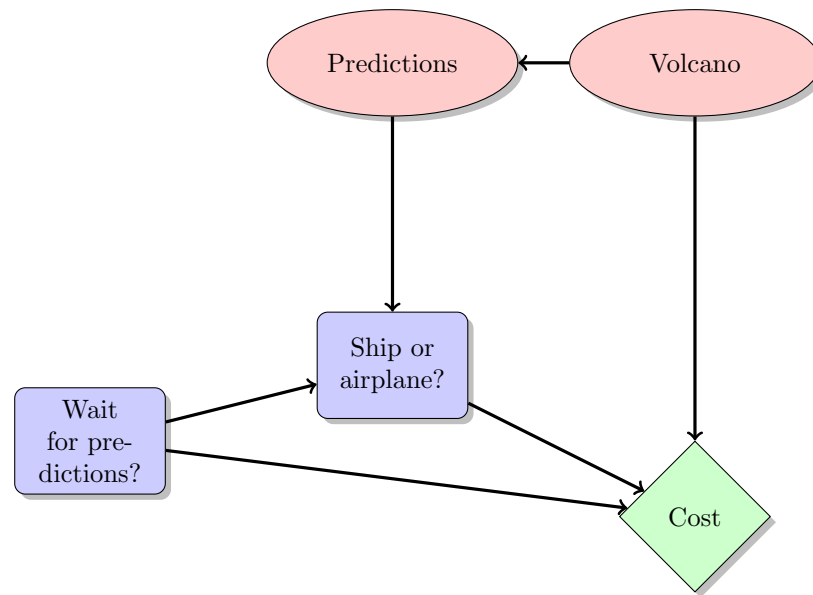 Predictions
Volcano
Ship or
airplane?
Wait
for pre-
dictions?
Cost